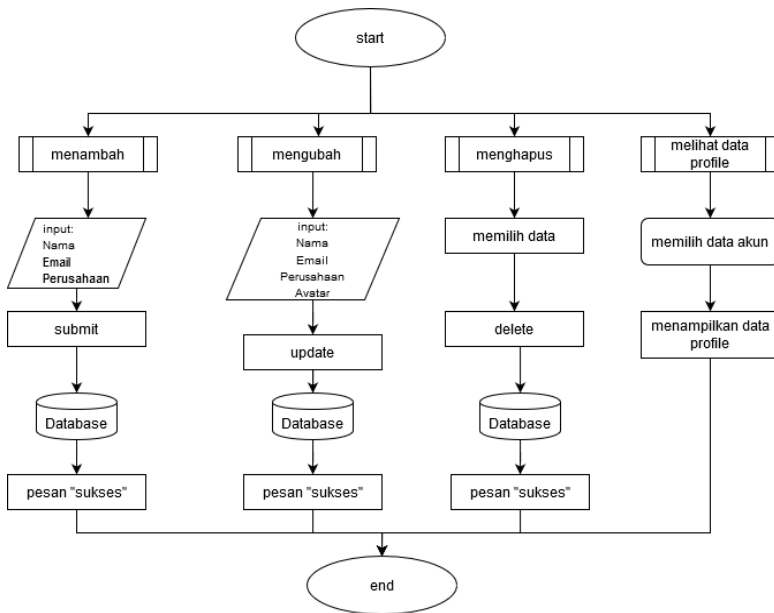 start
menambah
mengubah
menghapus
melihat data
profile
input:
Nama
Email
Perusahaan
input:
Nama
Email
Perusahaan
Avatar
memilih data
memilih data akun
submit
update
delete
menampilkan data
profile
Database
Database
Database
pesan "sukses"
pesan "sukses"
pesan "sukses"
end